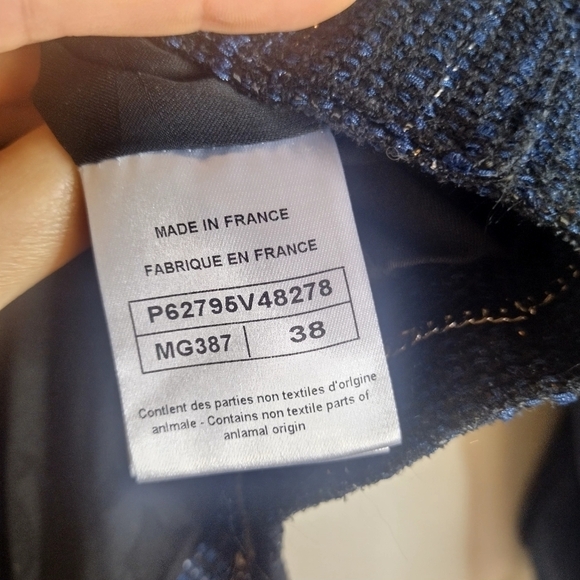 MADE IN FRANCE
FABRIQUE EN FRANCE
P62795V48278
MG387 38
Contient des parties non textiles d'origine
animale - Contains non textile parts of
anlamal origin